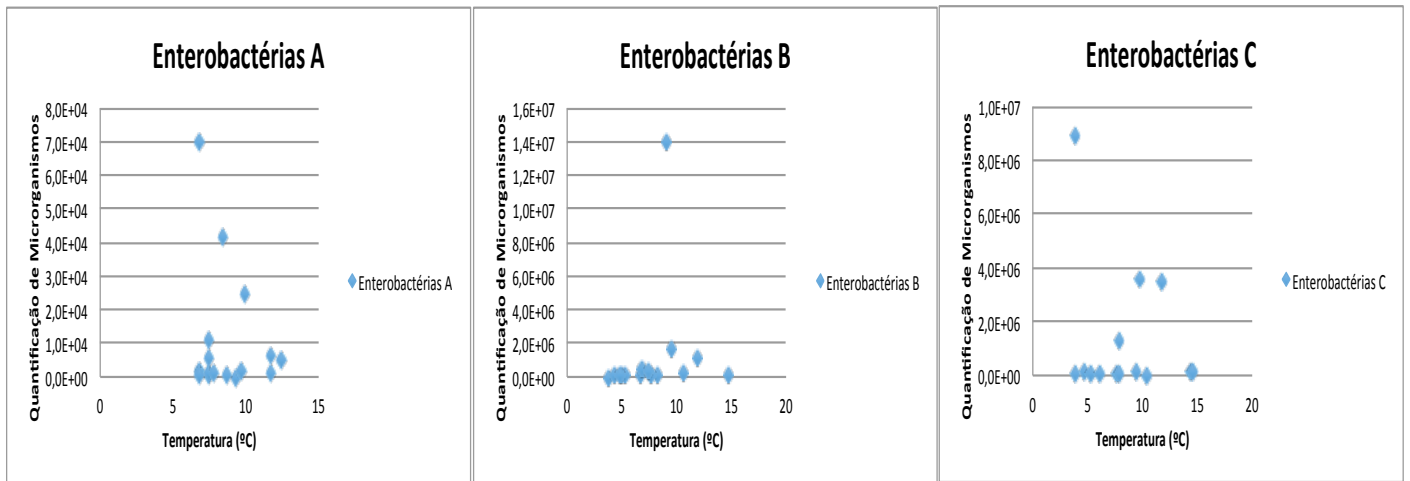 Enterobactérias A
Quantificação de Microrganismos
8,0E+04
7,0E+04
6,0E+04
5,0E+04
4,0E+04
3,0E+04
2,0E+04
1,0E+04
0,0E+00
0 5 10 15
Temperatura (ºC)
Enterobactérias A
Enterobactérias B
Quantificação de Microrganismos
1,6E+07
1,4E+07
1,2E+07
1,0E+07
8,0E+06
6,0E+06
4,0E+06
2,0E+06
0,0E+00
0 5 10 15 20
Temperatura (ºC)
Enterobactérias B
Enterobactérias C
Quantificação de Microrganismos
1,0E+07
8,0E+06
6,0E+06
4,0E+06
2,0E+06
0,0E+00
0 5 10 15 20
Temperatura (ºC)
Enterobactérias C